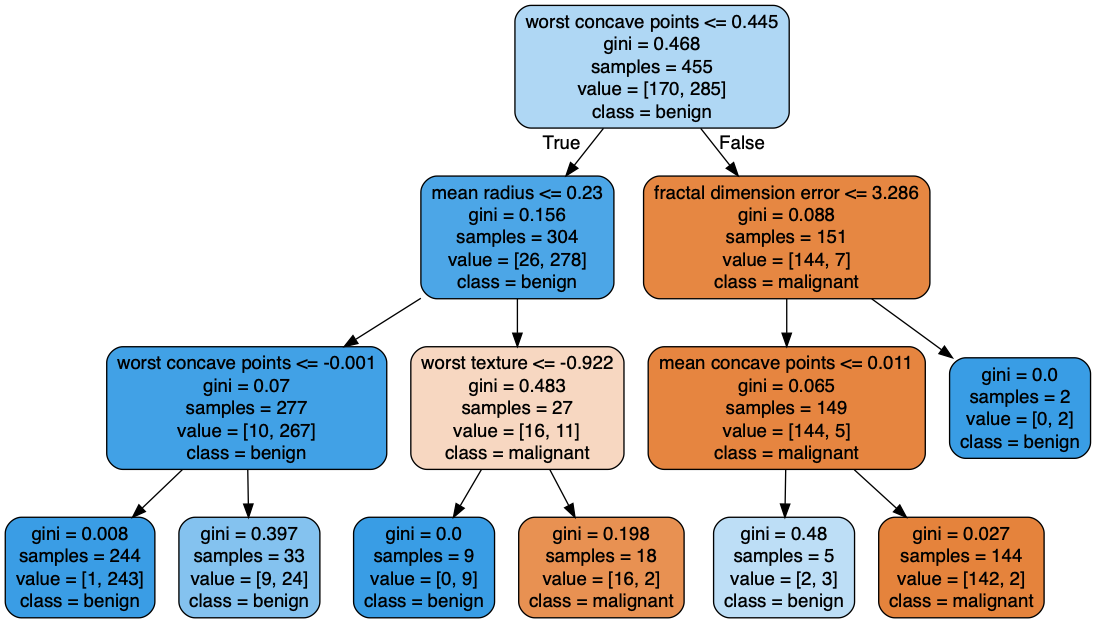 worst concave points <= 0.445
gini = 0.468
samples = 455
value = [170, 285]
class = benign
True
False
mean radius <= 0.23
gini = 0.156
samples = 304
value = [26, 278]
class = benign
fractal dimension error <= 3.286
gini = 0.088
samples = 151
value = [144, 7]
class = malignant
worst concave points <= -0.001
gini = 0.07
samples = 277
value = [10, 267]
class = benign
worst texture <= -0.922
gini = 0.483
samples = 27
value = [16, 11]
class = malignant
mean concave points <= 0.011
gini = 0.065
samples = 149
value = [144, 5]
class = malignant
gini = 0.0
samples = 2
value = [0, 2]
class = benign
gini = 0.008
samples = 244
value = [1, 243]
class = benign
gini = 0.397
samples = 33
value = [9, 24]
class = benign
gini = 0.0
samples = 9
value = [0, 9]
class = benign
gini = 0.198
samples = 18
value = [16, 2]
class = malignant
gini = 0.48
samples = 5
value = [2, 3]
class = benign
gini = 0.027
samples = 144
value = [142, 2]
class = malignant